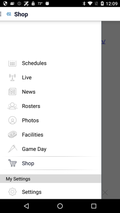 12:09
Shop
Schedules
Live
News
Rosters
Photos
Facilities
Game Day
Shop
My Settings
Settings